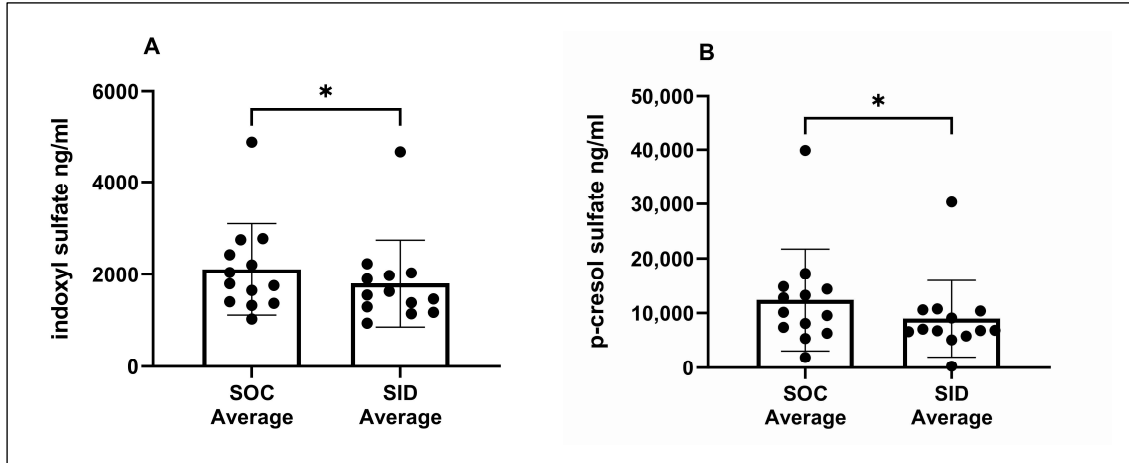 A
indoxyl sulfate ng/ml
6000
4000
2000
0
*
SOC
Average
SID
Average
B
p-cresol sulfate ng/ml
50,000
40,000
30,000
20,000
10,000
0
*
SOC
Average
SID
Average